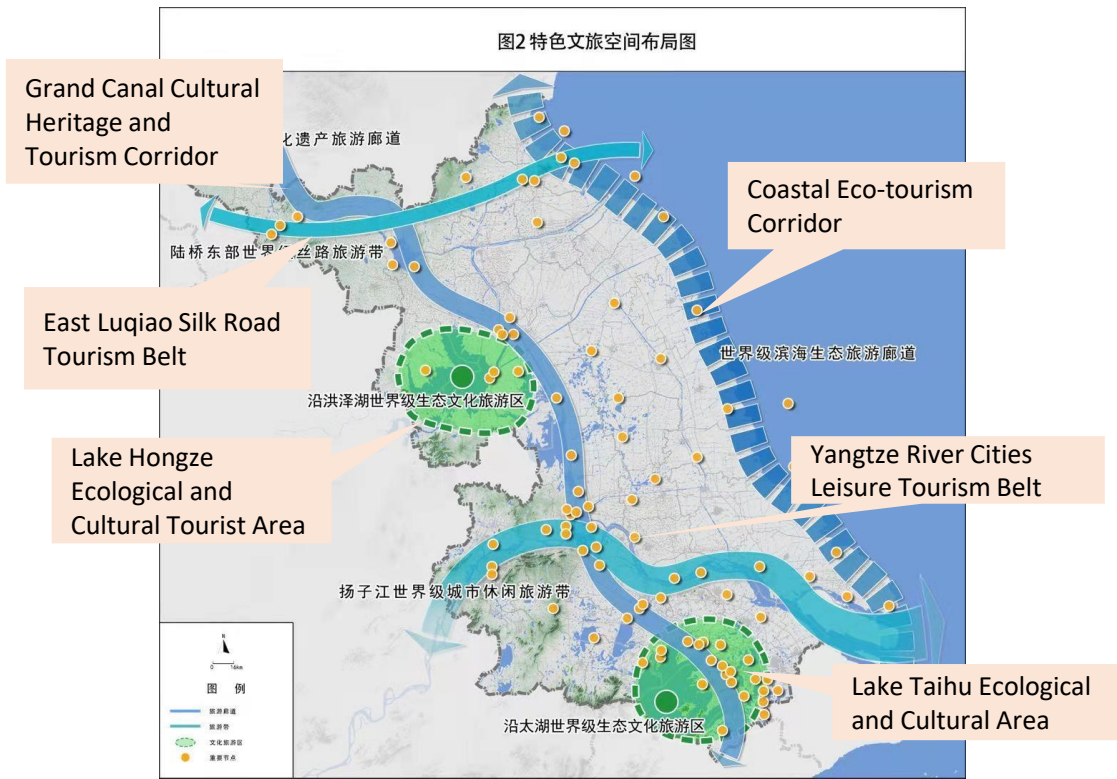 图2 特色文旅空间布局图
Grand Canal Cultural
Heritage and
Tourism Corridor
遗产旅游廊道
Coastal Eco-tourism
Corridor
陆桥东部世界
丝路旅游带
East Luqiao Silk Road
Tourism Belt
世界级滨海生态旅游廊道
沿洪泽湖世界级生态文化旅游区
Lake Hongze
Ecological and
Cultural Tourist Area
Yangtze River Cities
Leisure Tourism Belt
扬子江世界级城市休闲旅游带
Lake Taihu Ecological
and Cultural Area
沿太湖世界级生态文化旅游区
N
图 例
旅游廊道
旅游带
文化旅游区
重要节点